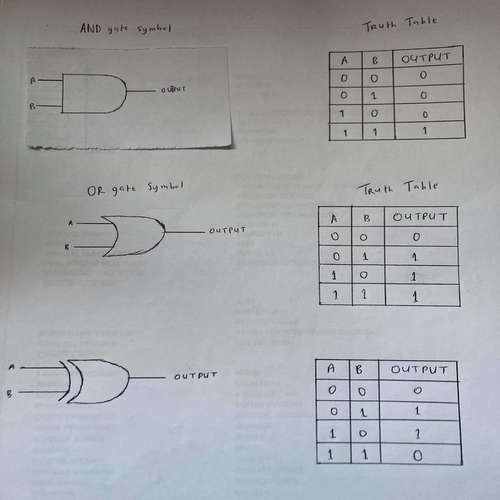 AND gate Symbol
Truth Table
A
B
OUTPUT
A B OUTPUT
0 0 0
0 1 0
1 0 0
1 1 1
OR gate Symbol
Truth Table
A
B
OUTPUT
A B OUTPUT
0 0 0
0 1 1
1 0 1
1 1 1
A
B
OUTPUT
A B OUTPUT
0 0 0
0 1 1
1 0 1
1 1 0